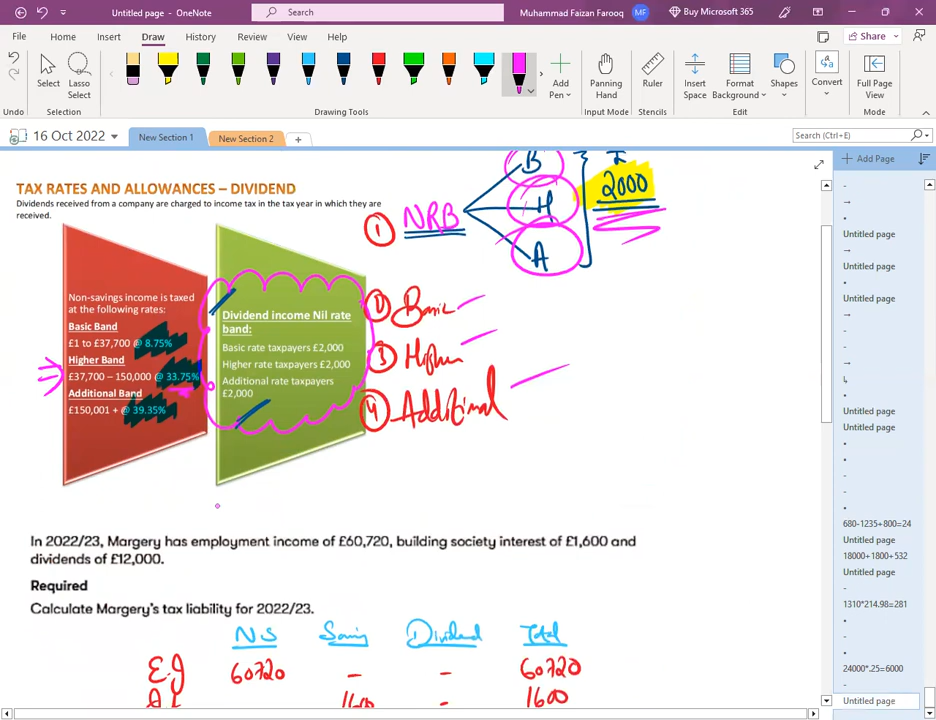 Untitled page - OneNote
Search
Muhammad Faizan Farooq
MF
Buy Microsoft 365
File Home Insert Draw History Review View Help
Share
Undo
Select
Lasso Select
Add Pen
Panning Hand
Ruler
Insert Space
Format Background
Shapes
Convert
Full Page View
Undo
Selection
Drawing Tools
Input Mode
Stencils
Edit
Mode
16 Oct 2022
New Section 1
New Section 2
Search (Ctrl+E)
Add Page
TAX RATES AND ALLOWANCES – DIVIDEND
Dividends received from a company are charged to income tax in the tax year in which they are
received.
B
2000
1 NRB
H
A
Non-savings income is taxed
at the following rates:
Basic Band
£1 to £37,700 @ 8.75%
Higher Band
£37,700 – 150,000 @ 33.75%
Additional Band
£150,001 + @ 39.35%
Dividend income Nil rate
band:
Basic rate taxpayers £2,000
Higher rate taxpayers £2,000
Additional rate taxpayers
£2,000
Basic
3 Higher
4 Additional
In 2022/23, Margery has employment income of £60,720, building society interest of £1,600 and
dividends of £12,000.
Required
Calculate Margery's tax liability for 2022/23.
NS Saving Dividend Total
E.I 60720 – – 60720
1600 – 1600
Untitled page
Untitled page
Untitled page
Untitled page
Untitled page
680-1235+800=24
Untitled page
18000+1800+532
Untitled page
1310*214.98=281
Untitled page
24000*.25=6000
Untitled page